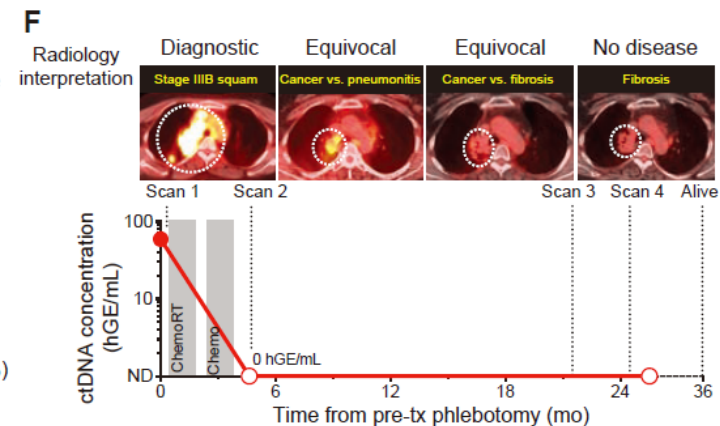 F
Radiology interpretation
Diagnostic
Equivocal
Equivocal
No disease
Stage IIIB squam
Cancer vs. pneumonitis
Cancer vs. fibrosis
Fibrosis
Scan 1
Scan 2
Scan 3
Scan 4
Alive
ctDNA concentration
(hGE/mL)
100
10
ND
ChemoRT
Chemo
0 hGE/mL
0
6
12
18
24
36
Time from pre-tx phlebotomy (mo)
)